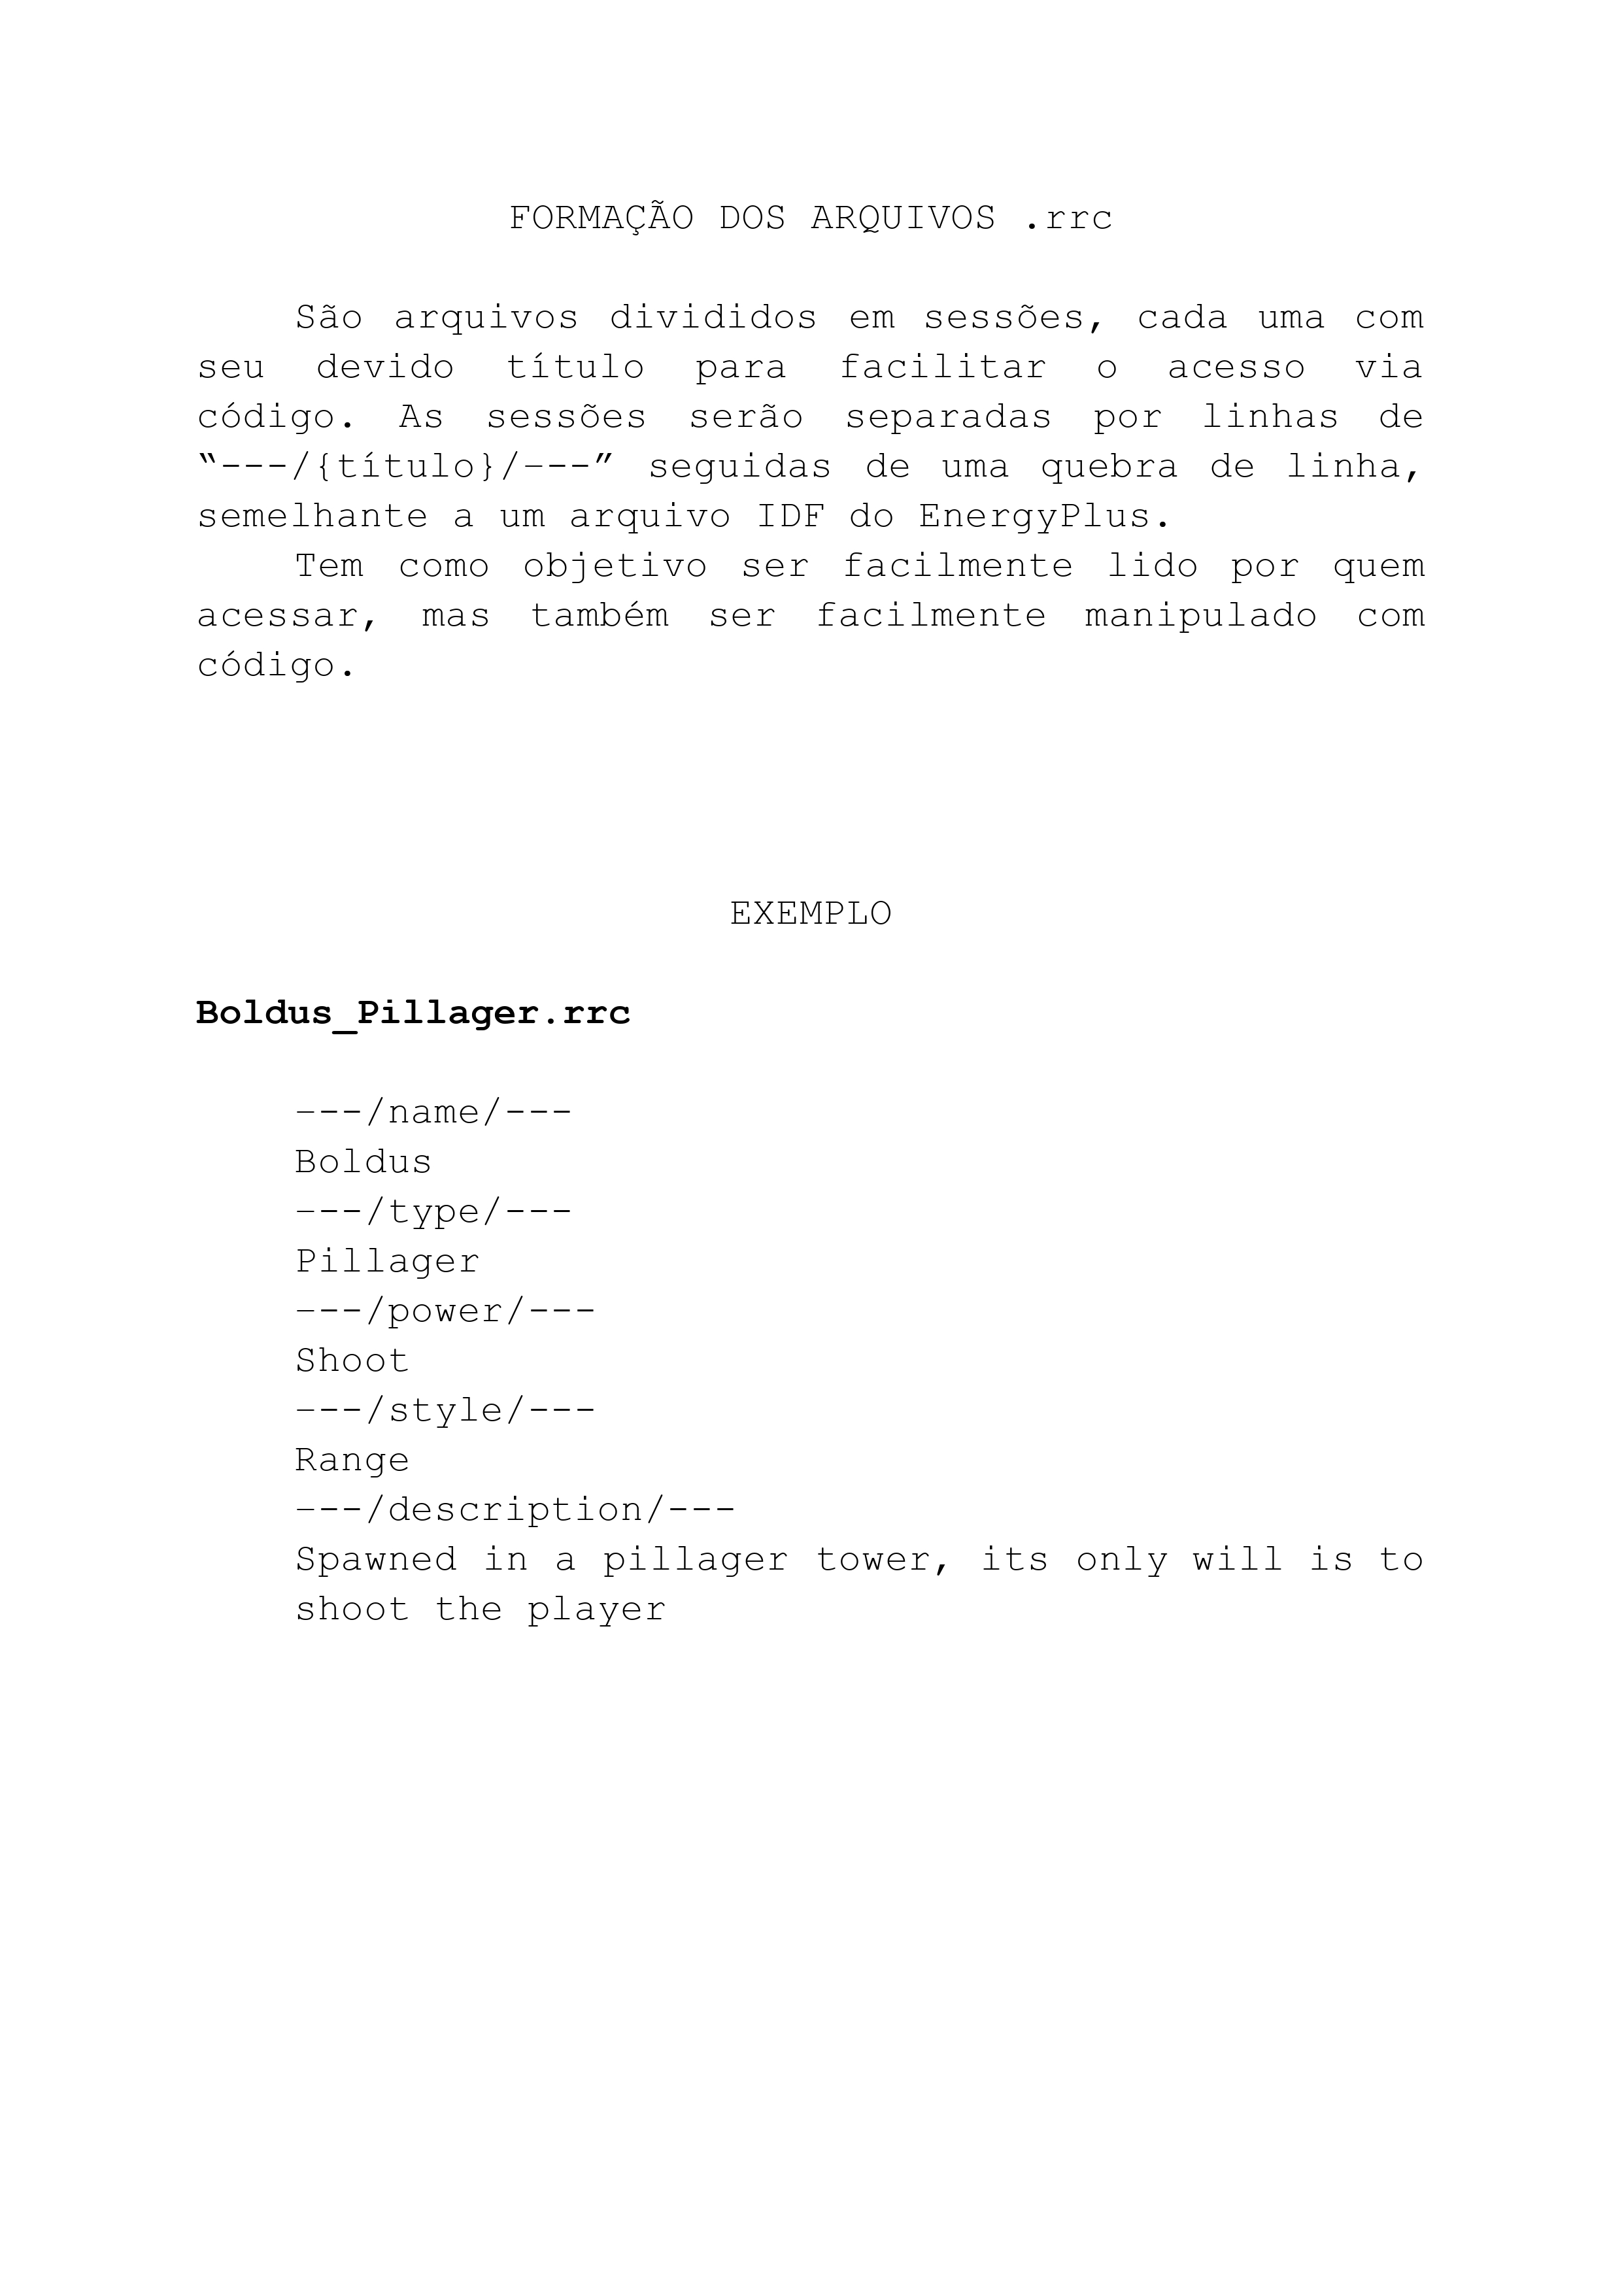 FORMAÇÃO DOS ARQUIVOS .rrc
São arquivos divididos em sessões, cada uma com
seu devido título para facilitar o acesso via
código. As sessões serão separadas por linhas de
“---/{título}/–--” seguidas de uma quebra de linha,
semelhante a um arquivo IDF do EnergyPlus.
Tem como objetivo ser facilmente lido por quem
acessar, mas também ser facilmente manipulado com
código.
EXEMPLO
Boldus_Pillager.rrc
–--/name/---
Boldus
–--/type/---
Pillager
–--/power/---
Shoot
–--/style/---
Range
–--/description/---
Spawned in a pillager tower, its only will is to
shoot the player